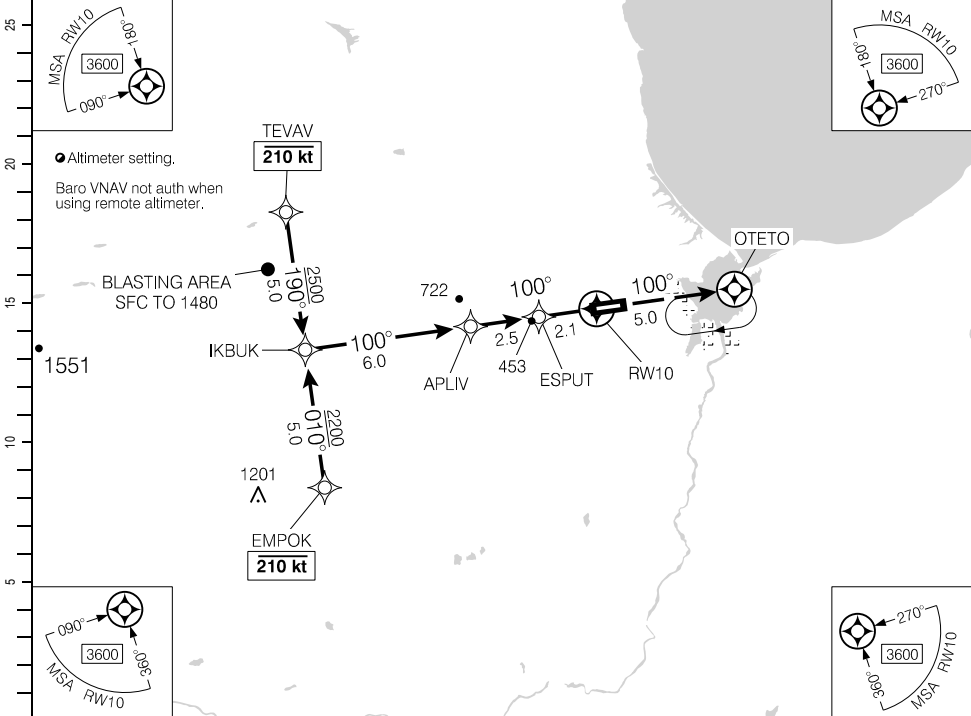 25
20
15
10
5
MSA RW10
180°
3600
090°
MSA RW10
180°
3600
270°
Altimeter setting.
Baro VNAV not auth when
using remote altimeter.
TEVAV
210 kt
BLASTING AREA
SFC TO 1480
2500
190°
5.0
1551
IKBUK
100°
6.0
722
APLIV
100°
2.5
453
ESPUT
2.1
RW10
100°
5.0
OTETO
2200
010°
5.0
1201
EMPOK
210 kt
090°
360°
3600
MSA RW10
270°
360°
3600
MSA RW10